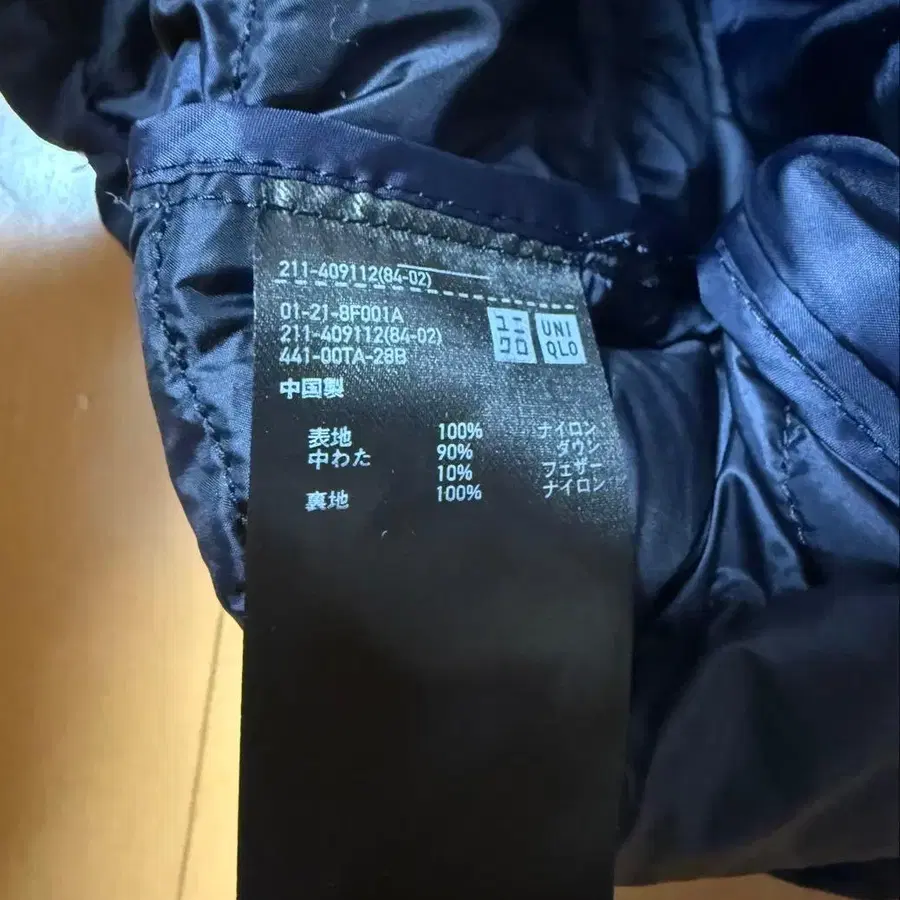 211-409112(84-02)
01-21-8F001A
211-409112(84-02)
441-00TA-28B
ユニ
クロ
UNI
QLO
中国製
表地 100% ナイロン
中わた 90% ダウン
10% フェザー
裏地 100% ナイロン